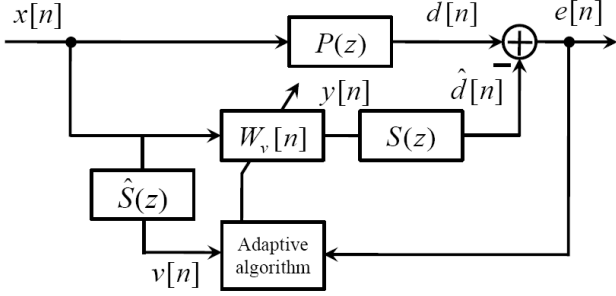 x[n]
P(z)
d[n]
+
e[n]
−
d̂[n]
y[n]
W_v[n]
S(z)
Ŝ(z)
v[n]
Adaptive
algorithm